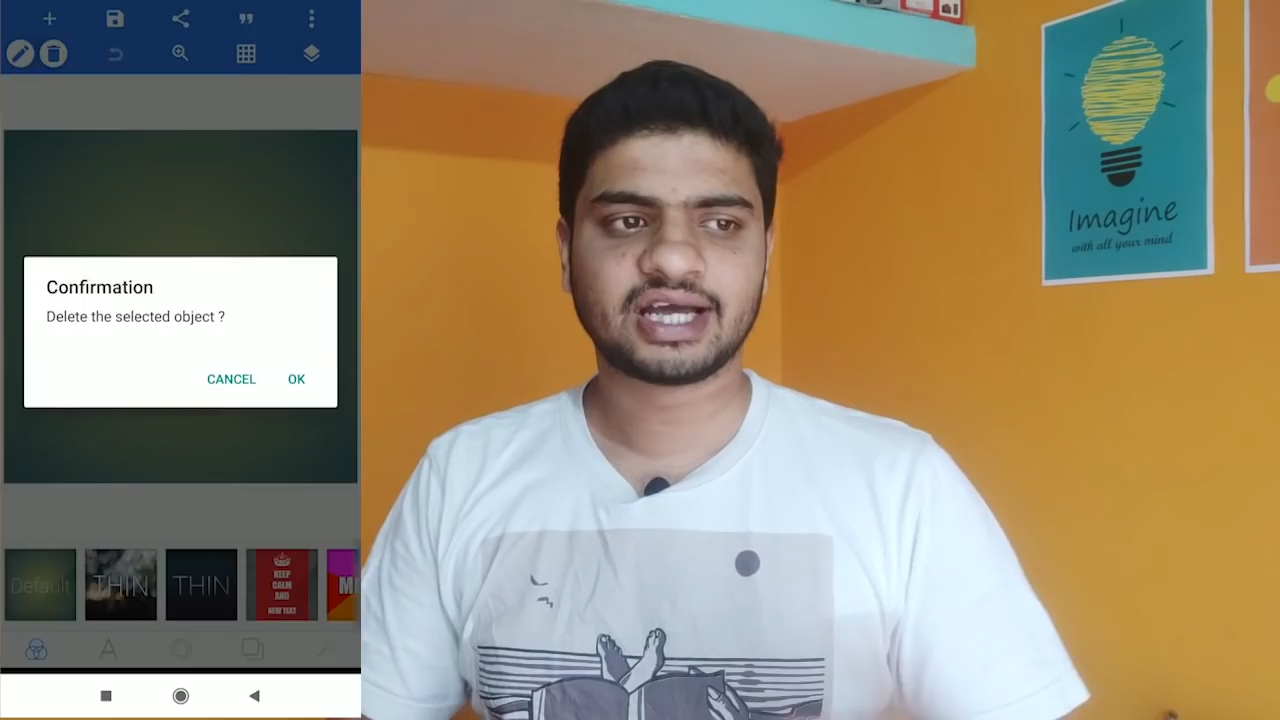 Confirmation
Delete the selected object ?
CANCEL OK
Default
THIN
THIN
KEEP
CALM
AND
NEW TEXT
Imagine
with all your mind